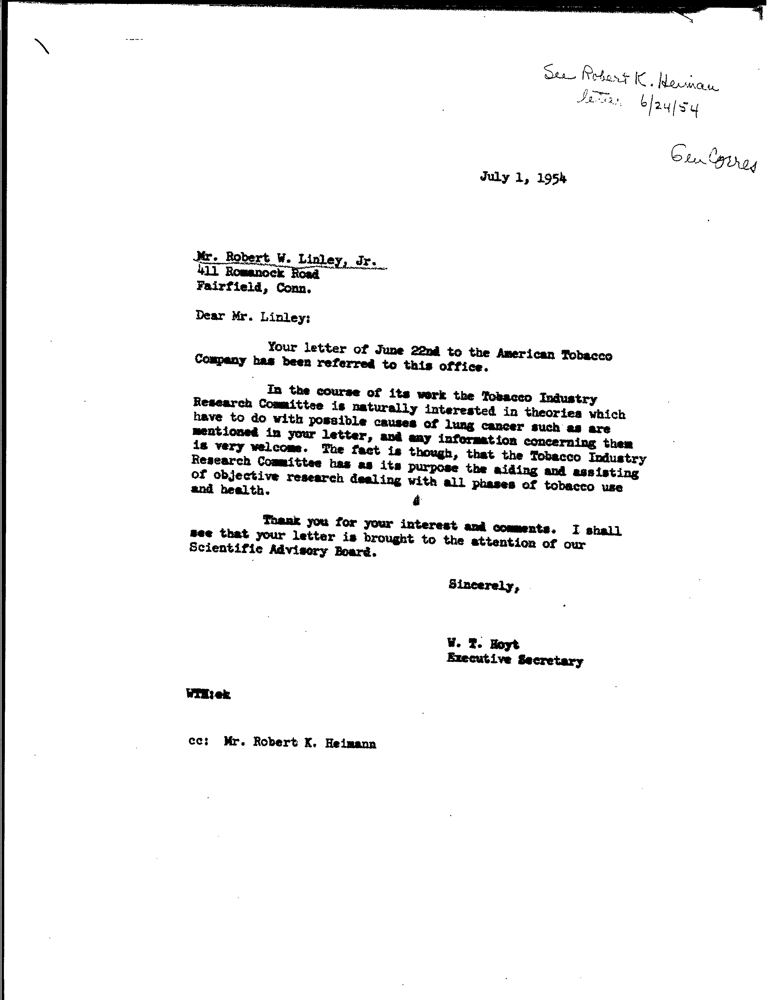 See Robert K. Heiman
letter 6/24/54
Gen Corres
July 1, 1954
Mr. Robert W. Linley, Jr.
411 Romanock Road
Fairfield, Conn.
Dear Mr. Linley:
Your letter of June 22nd to the American Tobacco
Company has been referred to this office.
In the course of its work the Tobacco Industry
Research Committee is naturally interested in theories which
have to do with possible causes of lung cancer such as are
mentioned in your letter, and any information concerning them
is very welcome. The fact is though, that the Tobacco Industry
Research Committee has as its purpose the aiding and assisting
of objective research dealing with all phases of tobacco use
and health.
Thank you for your interest and comments. I shall
see that your letter is brought to the attention of our
Scientific Advisory Board.
Sincerely,
W. T. Hoyt
Executive Secretary
WTH:ek
cc: Mr. Robert K. Heimann